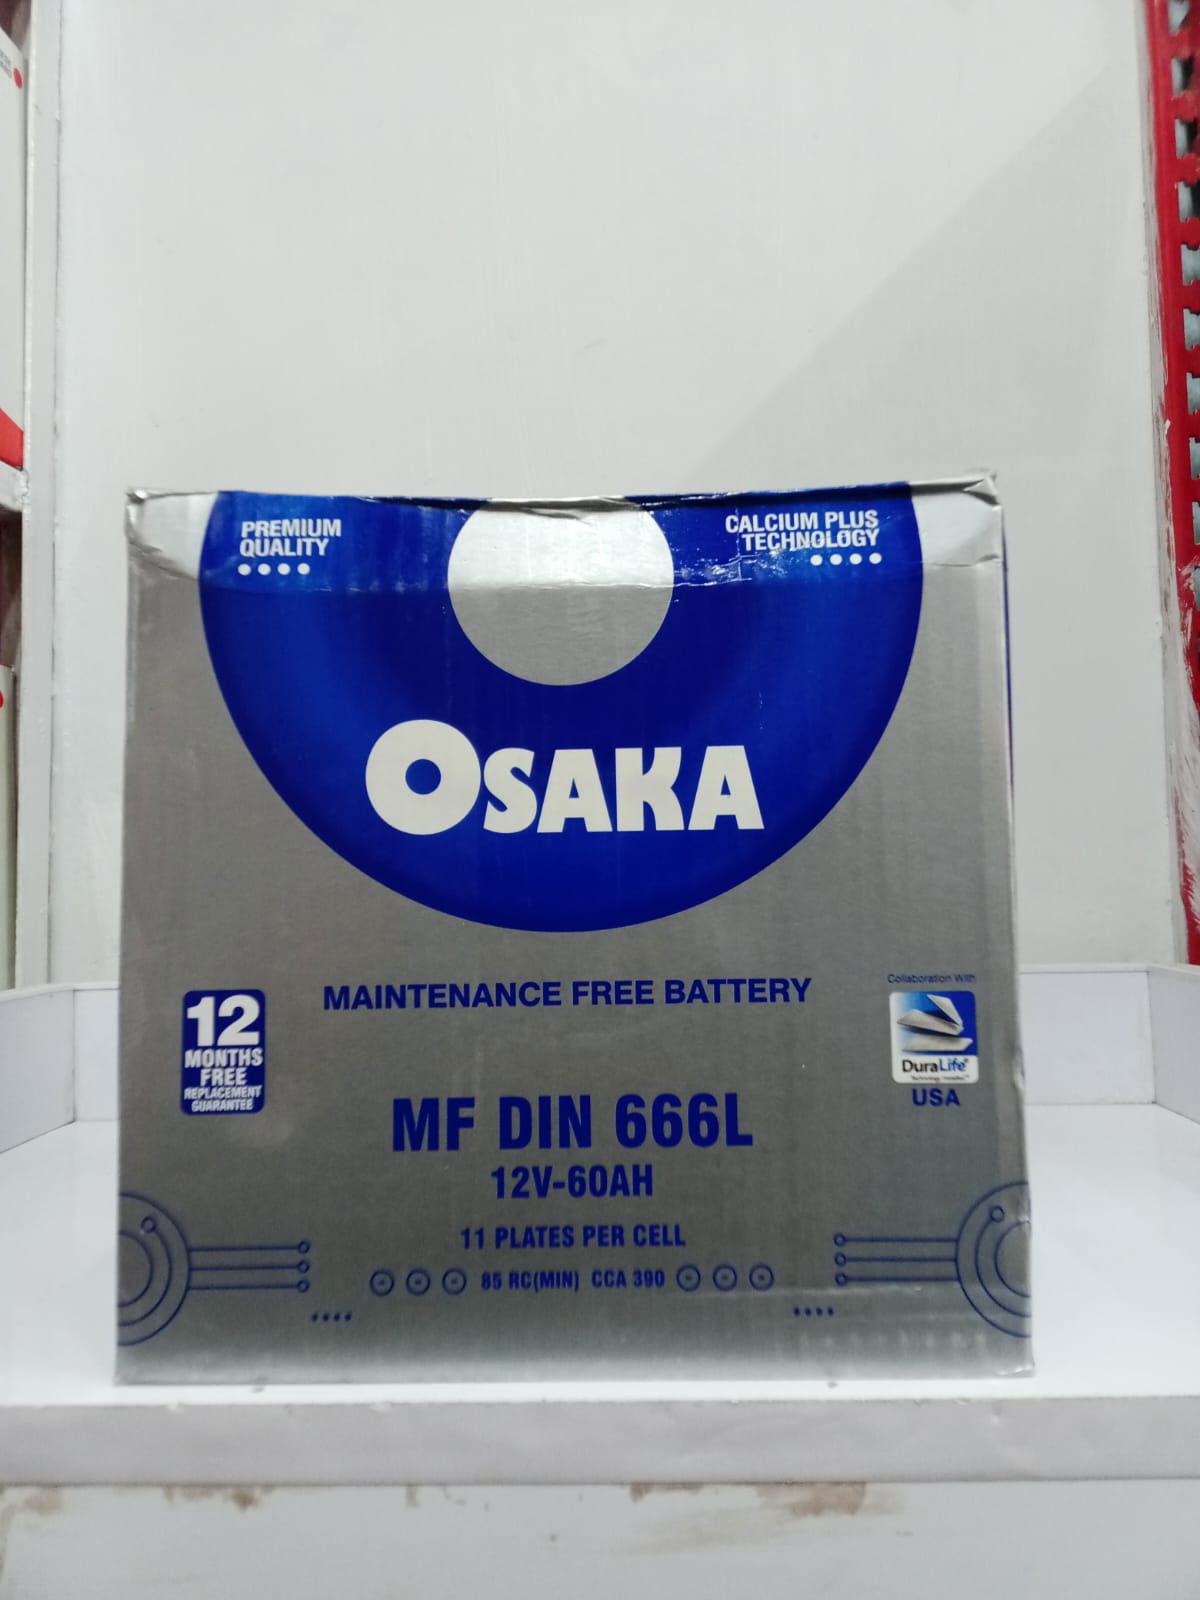 PREMIUM
QUALITY
CALCIUM PLUS
TECHNOLOGY
OSAKA
MAINTENANCE FREE BATTERY
12
MONTHS
FREE
REPLACEMENT
GUARANTEE
Collaboration With
DuraLife
USA
MF DIN 666L
12V-60AH
11 PLATES PER CELL
85 RC(MIN) CCA 390